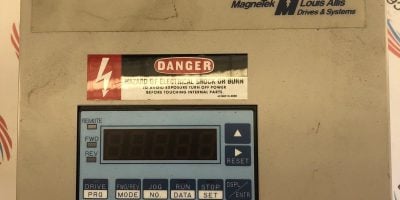 MagneTek Louis Allis
Drives & Systems
DANGER
HAZARD OF ELECTRICAL SHOCK OR BURN
TO AVOID EXPOSURE TURN OFF POWER
BEFORE TOUCHING INTERNAL PARTS
REMOTE
FWD
REV
RESET
DRIVE FWD/REV JOG RUN STOP DSPL
PRG MODE NO. DATA SET ENTR